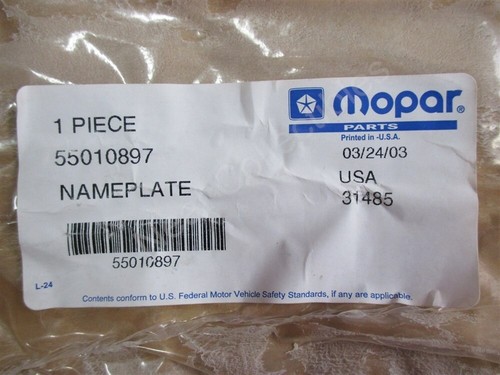 mopar®
PARTS
Printed in -U.S.A.
1 PIECE
55010897
NAMEPLATE
03/24/03
USA
31485
55010897
L-24
Contents conform to U.S. Federal Motor Vehicle Safety Standards, if any are applicable.